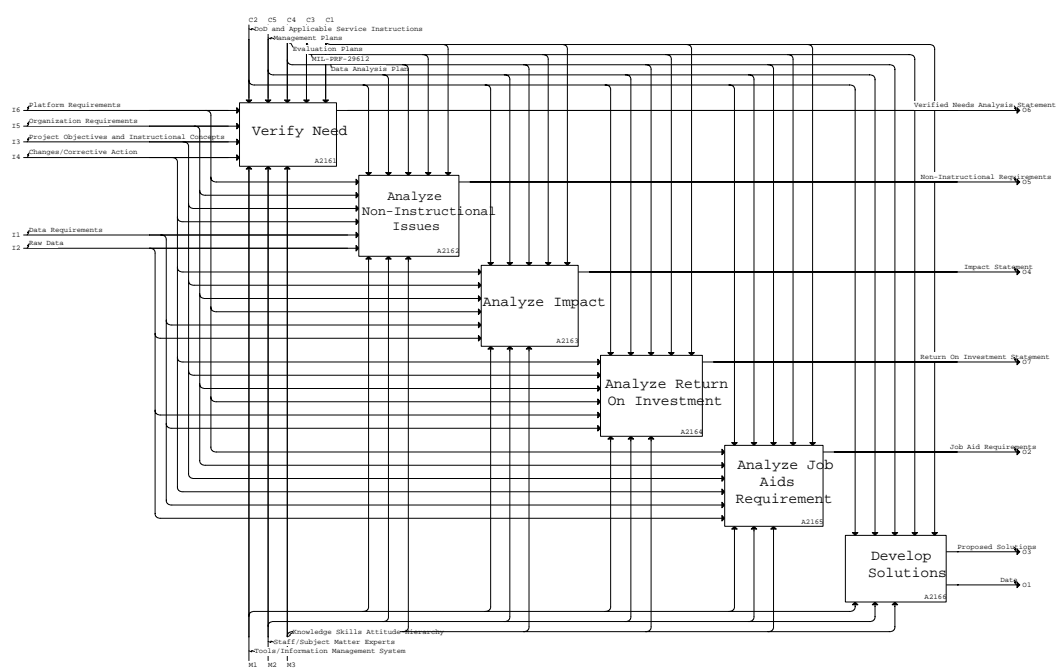 C2 C5 C4 C3 C1
DoD and Applicable Service Instructions
Management Plans
Evaluation Plans
MIL-PRF-29612
Data Analysis Plan
I6 Platform Requirements
Verified Needs Analysis Statement
O6
I5 Organization Requirements
Verify Need
I3 Project Objectives and Instructional Concepts
I4 Changes/Corrective Action
A2161
Non-Instructional Requirements
O5
Analyze
Non-Instructional
Issues
I1 Data Requirements
I2 Raw Data
A2162
Impact Statement
O4
Analyze Impact
A2163
Return On Investment Statement
O7
Analyze Return
On Investment
A2164
Job Aid Requirements
O2
Analyze Job
Aids
Requirement
A2165
Proposed Solutions
O3
Develop
Solutions
Data
O1
A2166
Knowledge Skills Attitude Hierarchy
Staff/Subject Matter Experts
Tools/Information Management System
M1 M2 M3